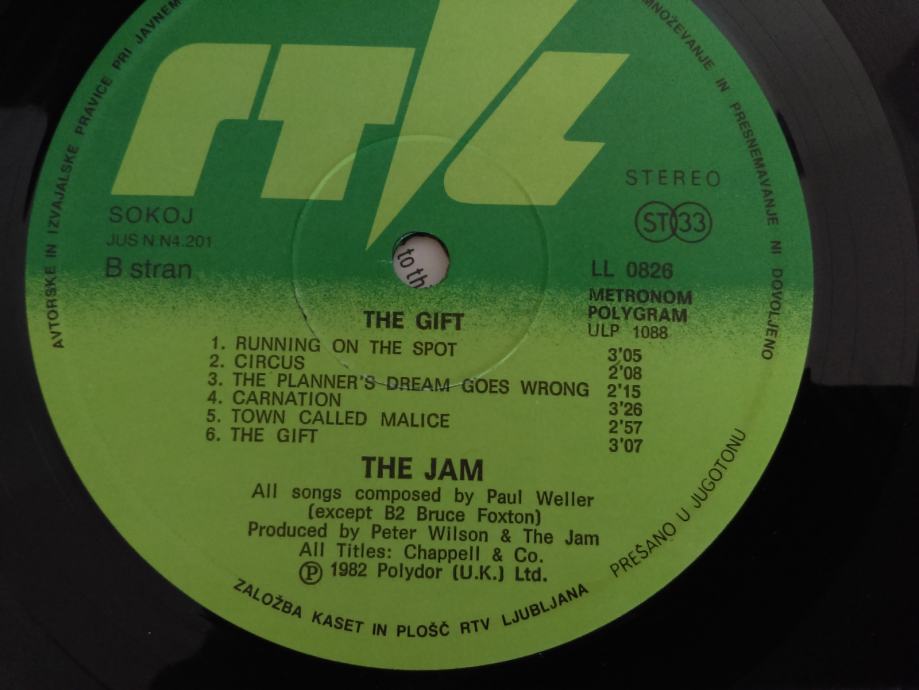 AVTORSKE IN IZVAJALSKE PRAVICE PRI JAVNEM
MNOŽEVANJE IN PRESNEMAVANJE NI DOVOLJENO
rtvl
STEREO
SOKOJ
ST 33
JUS N N4.201
B stran
LL 0826
to th
METRONOM
POLYGRAM
ULP 1088
THE GIFT
1. RUNNING ON THE SPOT 3'05
2. CIRCUS 2'08
3. THE PLANNER'S DREAM GOES WRONG 2'15
4. CARNATION 3'26
5. TOWN CALLED MALICE 2'57
6. THE GIFT 3'07
THE JAM
All songs composed by Paul Weller
(except B2 Bruce Foxton)
Produced by Peter Wilson & The Jam
All Titles: Chappell & Co.
Ⓟ 1982 Polydor (U.K.) Ltd.
ZALOŽBA KASET IN PLOŠČ RTV LJUBLJANA
PREŠANO U JUGOTONU